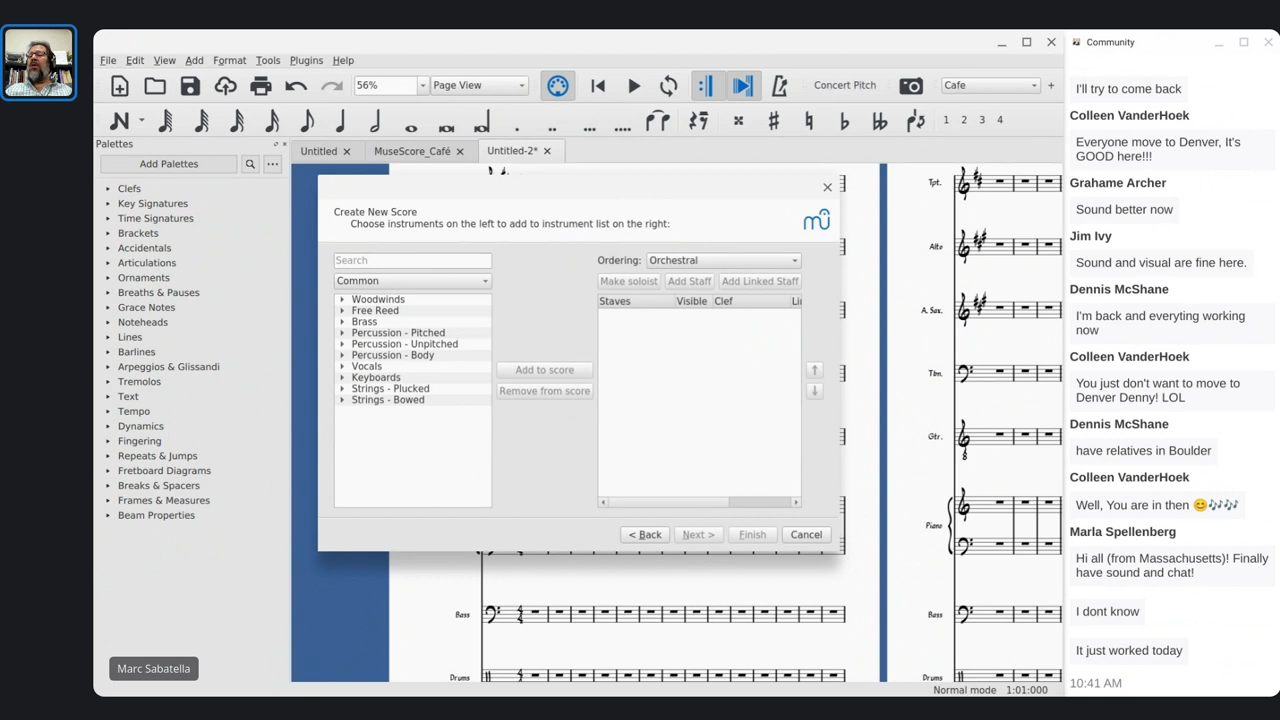 Community
File Edit View Add Format Tools Plugins Help
56% Page View Concert Pitch Cafe +
1 2 3 4
Palettes
Untitled MuseScore_Café Untitled-2*
Add Palettes
Clefs
Key Signatures
Time Signatures
Brackets
Accidentals
Articulations
Ornaments
Breaths & Pauses
Grace Notes
Noteheads
Lines
Barlines
Arpeggios & Glissandi
Tremolos
Text
Tempo
Dynamics
Fingering
Repeats & Jumps
Fretboard Diagrams
Breaks & Spacers
Frames & Measures
Beam Properties
Create New Score
Choose instruments on the left to add to instrument list on the right:
Search
Common
Woodwinds
Free Reed
Brass
Percussion - Pitched
Percussion - Unpitched
Percussion - Body
Vocals
Keyboards
Strings - Plucked
Strings - Bowed
Add to score
Remove from score
Ordering: Orchestral
Make soloist Add Staff Add Linked Staff
Staves Visible Clef Li
< Back Next > Finish Cancel
Bass
Drums
Tpt.
Alto
A. Sax.
Tbn.
Gtr.
Piano
Bass
Drums
Marc Sabatella
Normal mode 1:01:000
I'll try to come back
Colleen VanderHoek
Everyone move to Denver, It's
GOOD here!!!
Grahame Archer
Sound better now
Jim Ivy
Sound and visual are fine here.
Dennis McShane
I'm back and everyting working
now
Colleen VanderHoek
You just don't want to move to
Denver Denny! LOL
Dennis McShane
have relatives in Boulder
Colleen VanderHoek
Well, You are in then 😊🎶🎶
Marla Spellenberg
Hi all (from Massachusetts)! Finally
have sound and chat!
I dont know
It just worked today
10:41 AM